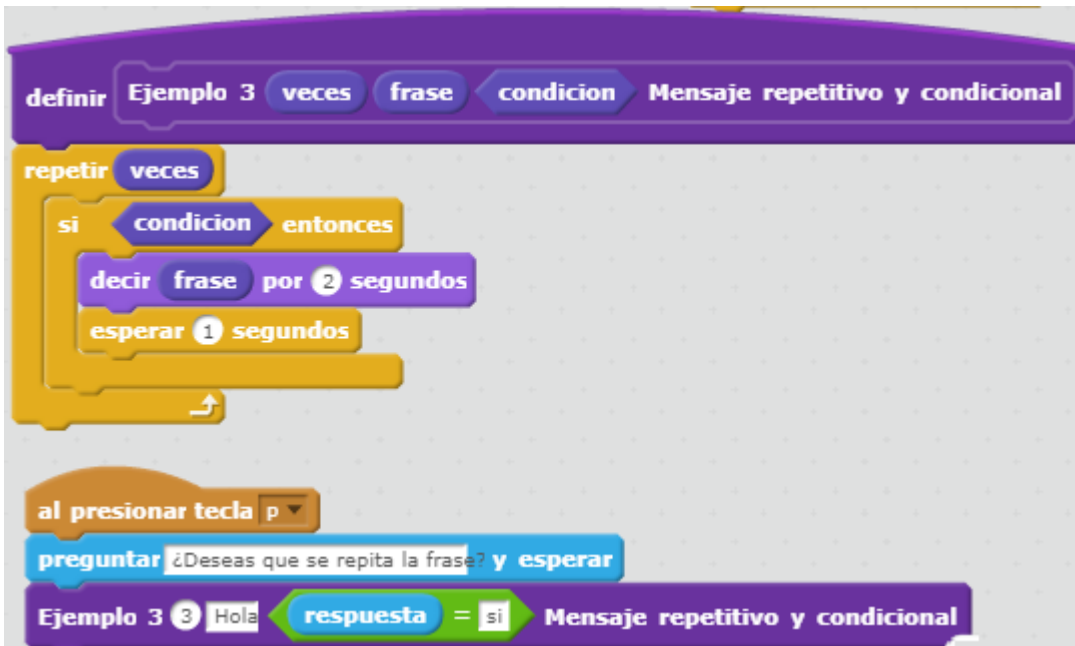 definir Ejemplo 3 veces frase condicion Mensaje repetitivo y condicional
repetir veces
si condicion entonces
decir frase por 2 segundos
esperar 1 segundos
al presionar tecla p
preguntar ¿Deseas que se repita la frase? y esperar
Ejemplo 3 3 Hola respuesta = si Mensaje repetitivo y condicional